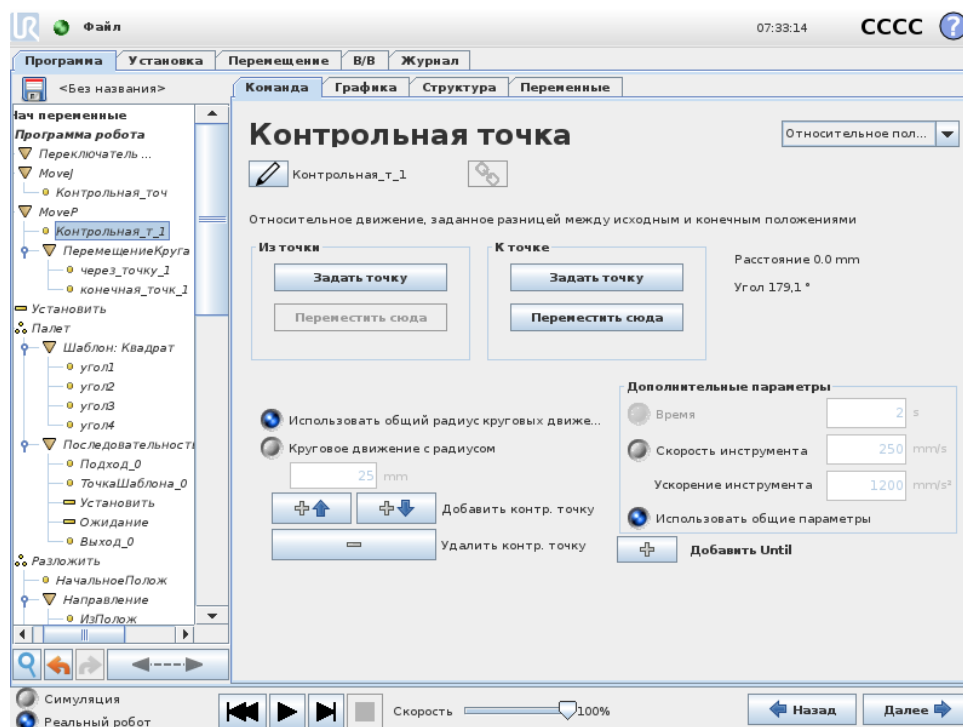 UR Файл 07:33:14 CCCC ?
Программа Установка Перемещение В/В Журнал
<Без названия> Команда Графика Структура Переменные
Нач переменные
Программа робота
Переключатель ...
MoveJ
Контрольная_точ
MoveP
Контрольная_т_1
ПеремещениеКруга
через_точку_1
конечная_точк_1
Установить
Палет
Шаблон: Квадрат
угол1
угол2
угол3
угол4
Последовательност
Подход_0
ТочкаШаблона_0
Установить
Ожидание
Выход_0
Разложить
НачальноеПолож
Направление
ИзПолож
Контрольная точка
Относительное пол...
Контрольная_т_1
Относительное движение, заданное разницей между исходным и конечным положениями
Из точки
Задать точку
Переместить сюда
К точке
Задать точку
Переместить сюда
Расстояние 0.0 mm
Угол 179,1 °
Использовать общий радиус круговых движе...
Круговое движение с радиусом
25 mm
Добавить контр. точку
Удалить контр. точку
Дополнительные параметры
Время 2 s
Скорость инструмента 250 mm/s
Ускорение инструмента 1200 mm/s²
Использовать общие параметры
Добавить Until
Симуляция
Реальный робот
Скорость 100%
Назад
Далее